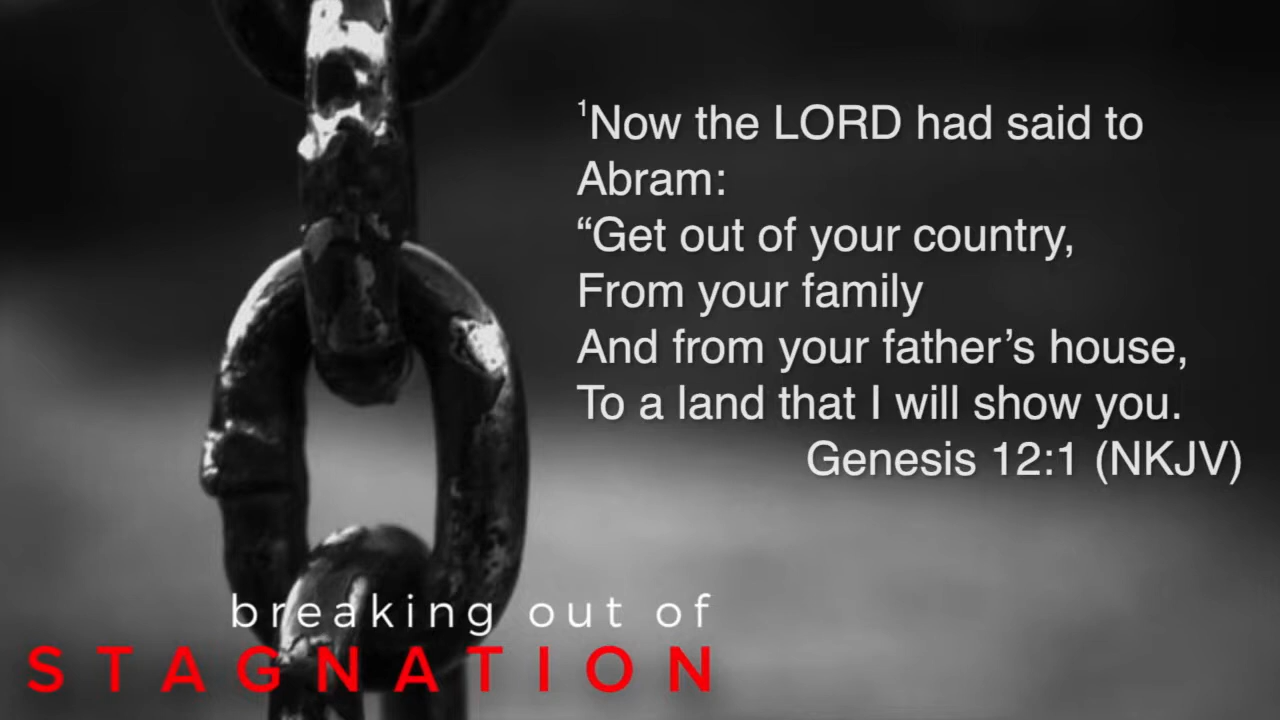 ¹Now the LORD had said to
Abram:
“Get out of your country,
From your family
And from your father’s house,
To a land that I will show you.
Genesis 12:1 (NKJV)
breaking out of
STAGNATION